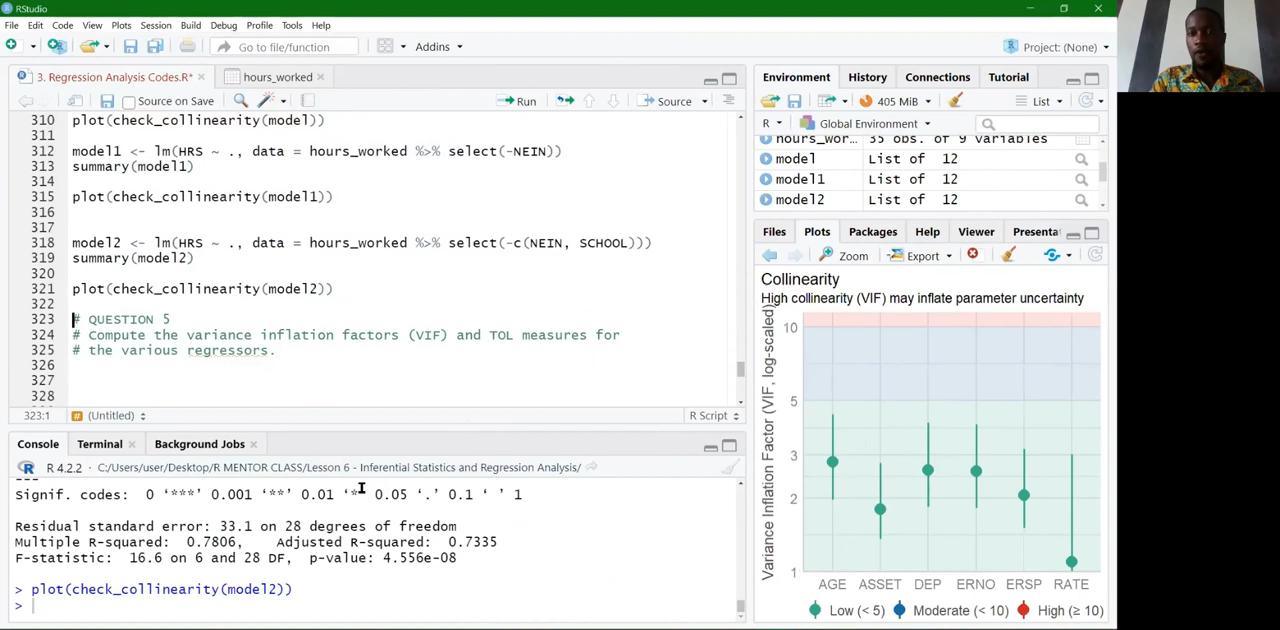 RStudio
File Edit Code View Plots Session Build Debug Profile Tools Help
Go to file/function Addins Project: (None)
3. Regression Analysis Codes.R* hours_worked
Source on Save Run Source
310 plot(check_collinearity(model))
311
312 model1 <- lm(HRS ~ ., data = hours_worked %>% select(-NEIN))
313 summary(model1)
314
315 plot(check_collinearity(model1))
316
317
318 model2 <- lm(HRS ~ ., data = hours_worked %>% select(-c(NEIN, SCHOOL)))
319 summary(model2)
320
321 plot(check_collinearity(model2))
322
323 # QUESTION 5
324 # Compute the variance inflation factors (VIF) and TOL measures for
325 # the various regressors.
326
327
328
323:1 (Untitled) R Script
Console Terminal Background Jobs
R 4.2.2 · C:/Users/user/Desktop/R MENTOR CLASS/Lesson 6 - Inferential Statistics and Regression Analysis/
---
Signif. codes: 0 ‘***’ 0.001 ‘**’ 0.01 ‘*’ 0.05 ‘.’ 0.1 ‘ ’ 1
Residual standard error: 33.1 on 28 degrees of freedom
Multiple R-squared: 0.7806, Adjusted R-squared: 0.7335
F-statistic: 16.6 on 6 and 28 DF, p-value: 4.556e-08
> plot(check_collinearity(model2))
>
Environment History Connections Tutorial
405 MiB List
R Global Environment
hours_wor… 35 obs. of 9 variables
model List of 12
model1 List of 12
model2 List of 12
Files Plots Packages Help Viewer Presenta
Zoom Export
Collinearity
High collinearity (VIF) may inflate parameter uncertainty
Variance Inflation Factor (VIF, log-scaled)
10
5
3
2
1
AGE ASSET DEP ERNO ERSP RATE
Low (< 5) Moderate (< 10) High (≥ 10)